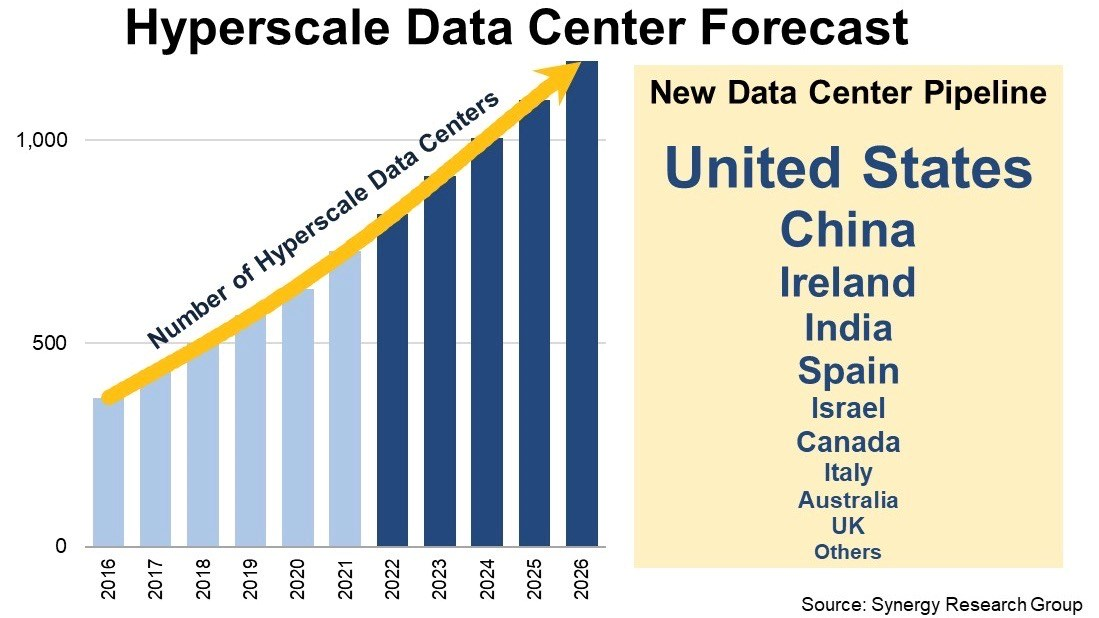 Hyperscale Data Center Forecast
1,000
500
0
Number of Hyperscale Data Centers
2016
2017
2018
2019
2020
2021
2022
2023
2024
2025
2026
New Data Center Pipeline
United States
China
Ireland
India
Spain
Israel
Canada
Italy
Australia
UK
Others
Source: Synergy Research Group